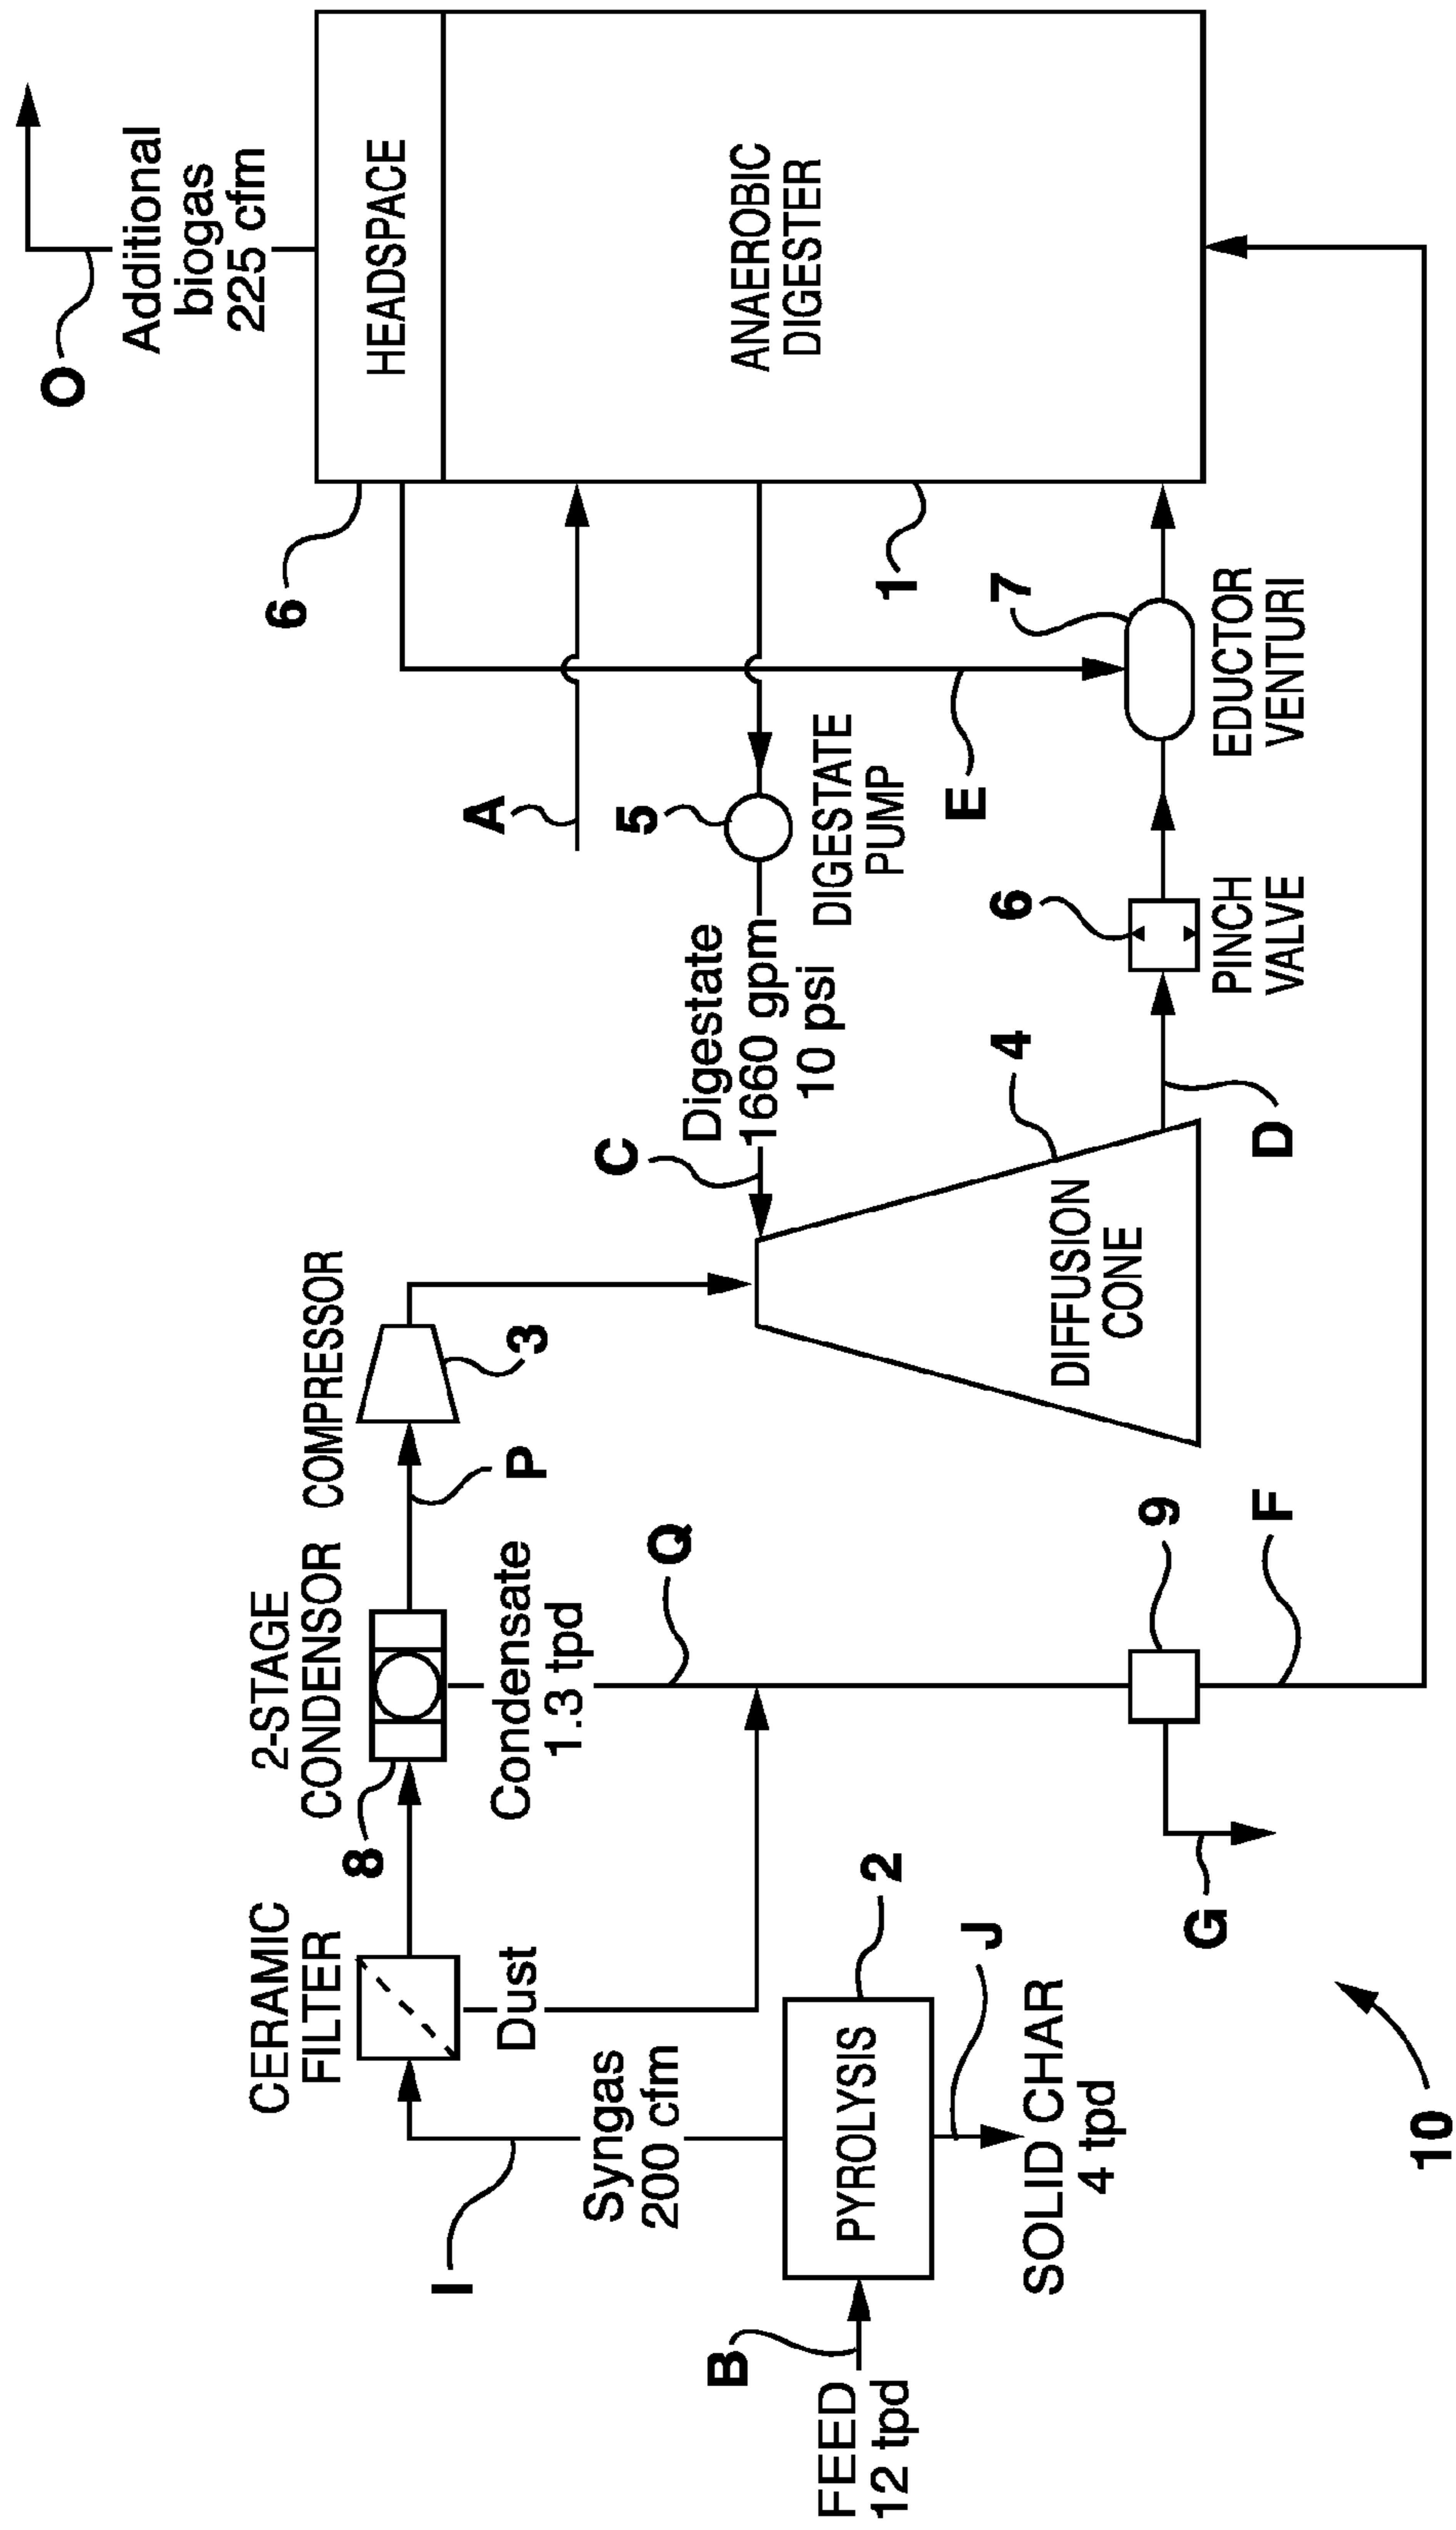 O
Additional
biogas
225 cfm
6
HEADSPACE
ANAEROBIC
DIGESTER
1
A
E
5
DIGESTATE
PUMP
Digestate
1660 gpm
10 psi
C
7
EDUCTOR
VENTURI
6
PINCH
VALVE
4
D
DIFFUSION
CONE
COMPRESSOR
3
P
2-STAGE
CONDENSOR
8
Condensate
1.3 tpd
Q
9
F
G
CERAMIC
FILTER
Dust
I
Syngas
200 cfm
PYROLYSIS
2
J
SOLID CHAR
4 tpd
B
FEED
12 tpd
10